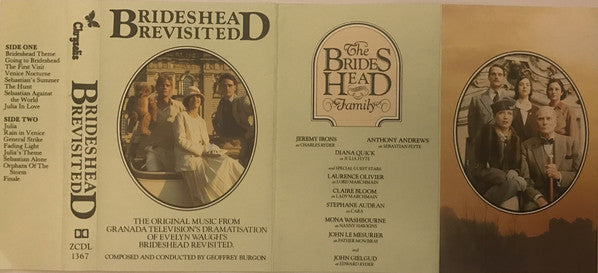 SIDE ONE
Brideshead Theme
Going to Brideshead
The First Visit
Venice Nocturne
Sebastian's Summer
The Hunt
Sebastian Against
the World
Julia In Love
SIDE TWO
Julia
Rain in Venice
General Strike
Fading Light
Julia's Theme
Sebastian Alone
Orphans Of The
Storm
Finale
Chrysalis
BRIDESHEAD
REVISITED
ZCDL
1367
BRIDESHEAD
REVISITED
THE ORIGINAL MUSIC FROM
GRANADA TELEVISION'S DRAMATISATION
OF EVELYN WAUGH'S
BRIDESHEAD REVISITED.
COMPOSED AND CONDUCTED BY GEOFFREY BURGON
The
BRIDES
HEAD
Family
JEREMY IRONS
as CHARLES RYDER
ANTHONY ANDREWS
as SEBASTIAN FLYTE
DIANA QUICK
as JULIA FLYTE
and SPECIAL GUEST STARS
LAURENCE OLIVIER
as LORD MARCHMAIN
CLAIRE BLOOM
as LADY MARCHMAIN
STEPHANE AUDRAN
as CARA
MONA WASHBOURNE
as NANNY HAWKINS
JOHN LE MESURIER
as FATHER MOWBRAY
and
JOHN GIELGUD
as EDWARD RYDER